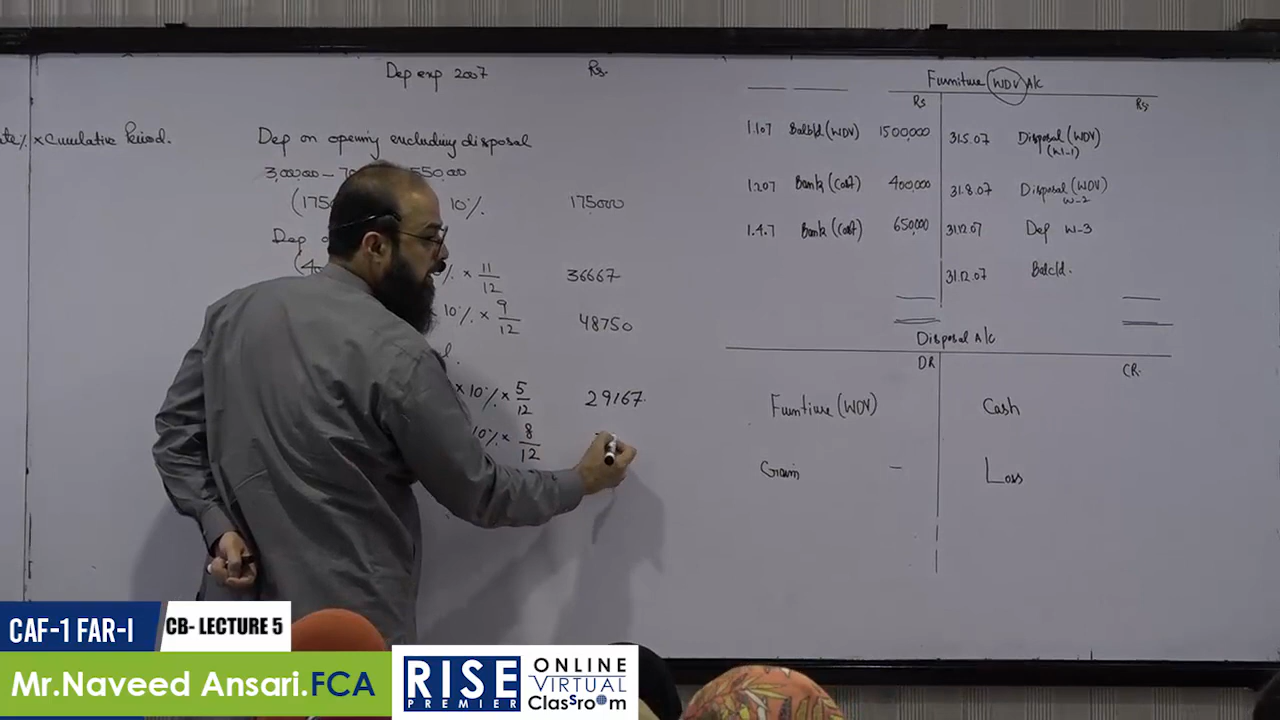 Dep exp 2007 Rs.
ate% x Cumulative Period.
Dep on opening excluding disposal
3,00,000 – 70 550,000
(175 10% 175000
Dep o
(40 % x 11/12 36667
10% x 9/12 48750
d.
x 10% x 5/12 29167.
10% x 8/12
Furniture (WDV) A/c
Rs Rs
1.1.07 Bal b/d (WDV) 1500,000 31.5.07 Disposal (WDV) (W-1)
1.2.07 Bank (Cost) 400,000 31.8.07 Disposal (WDV) W-2
1.4.7 Bank (Cost) 650,000 31.12.07 Dep W-3
31.12.07 Bal c/d.
Disposal A/c
DR CR
Furntiure (WDV) Cash
Gain – Loss
CAF-1 FAR-I CB- LECTURE 5
Mr.Naveed Ansari.FCA
RISE PREMIER
ONLINE VIRTUAL Classroom